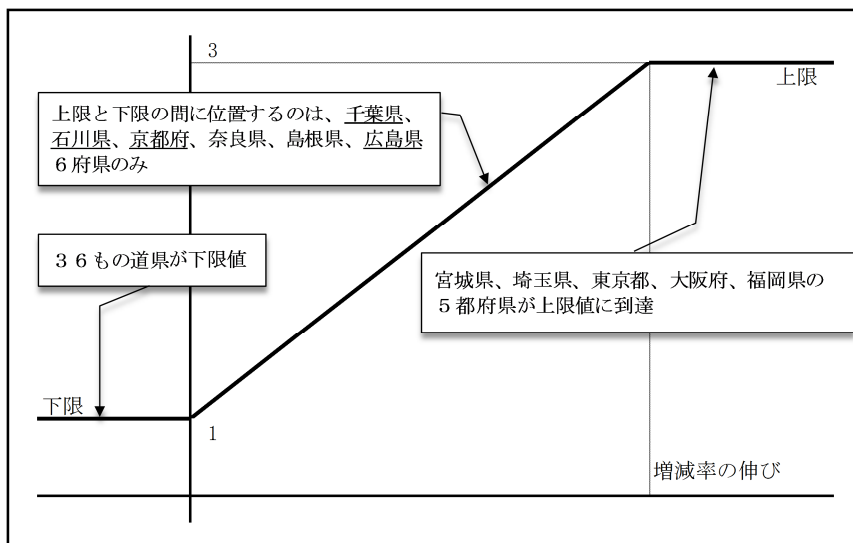 3
上限
上限と下限の間に位置するのは、千葉県、
石川県、京都府、奈良県、島根県、広島県
6府県のみ
36もの道県が下限値
宮城県、埼玉県、東京都、大阪府、福岡県の
5都府県が上限値に到達
下限
1
増減率の伸び